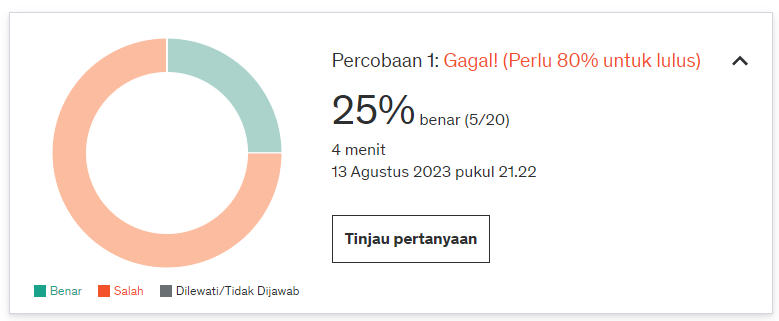 Percobaan 1: Gagal! (Perlu 80% untuk lulus)
25% benar (5/20)
4 menit
13 Agustus 2023 pukul 21.22
Tinjau pertanyaan
Benar Salah Dilewati/Tidak Dijawab